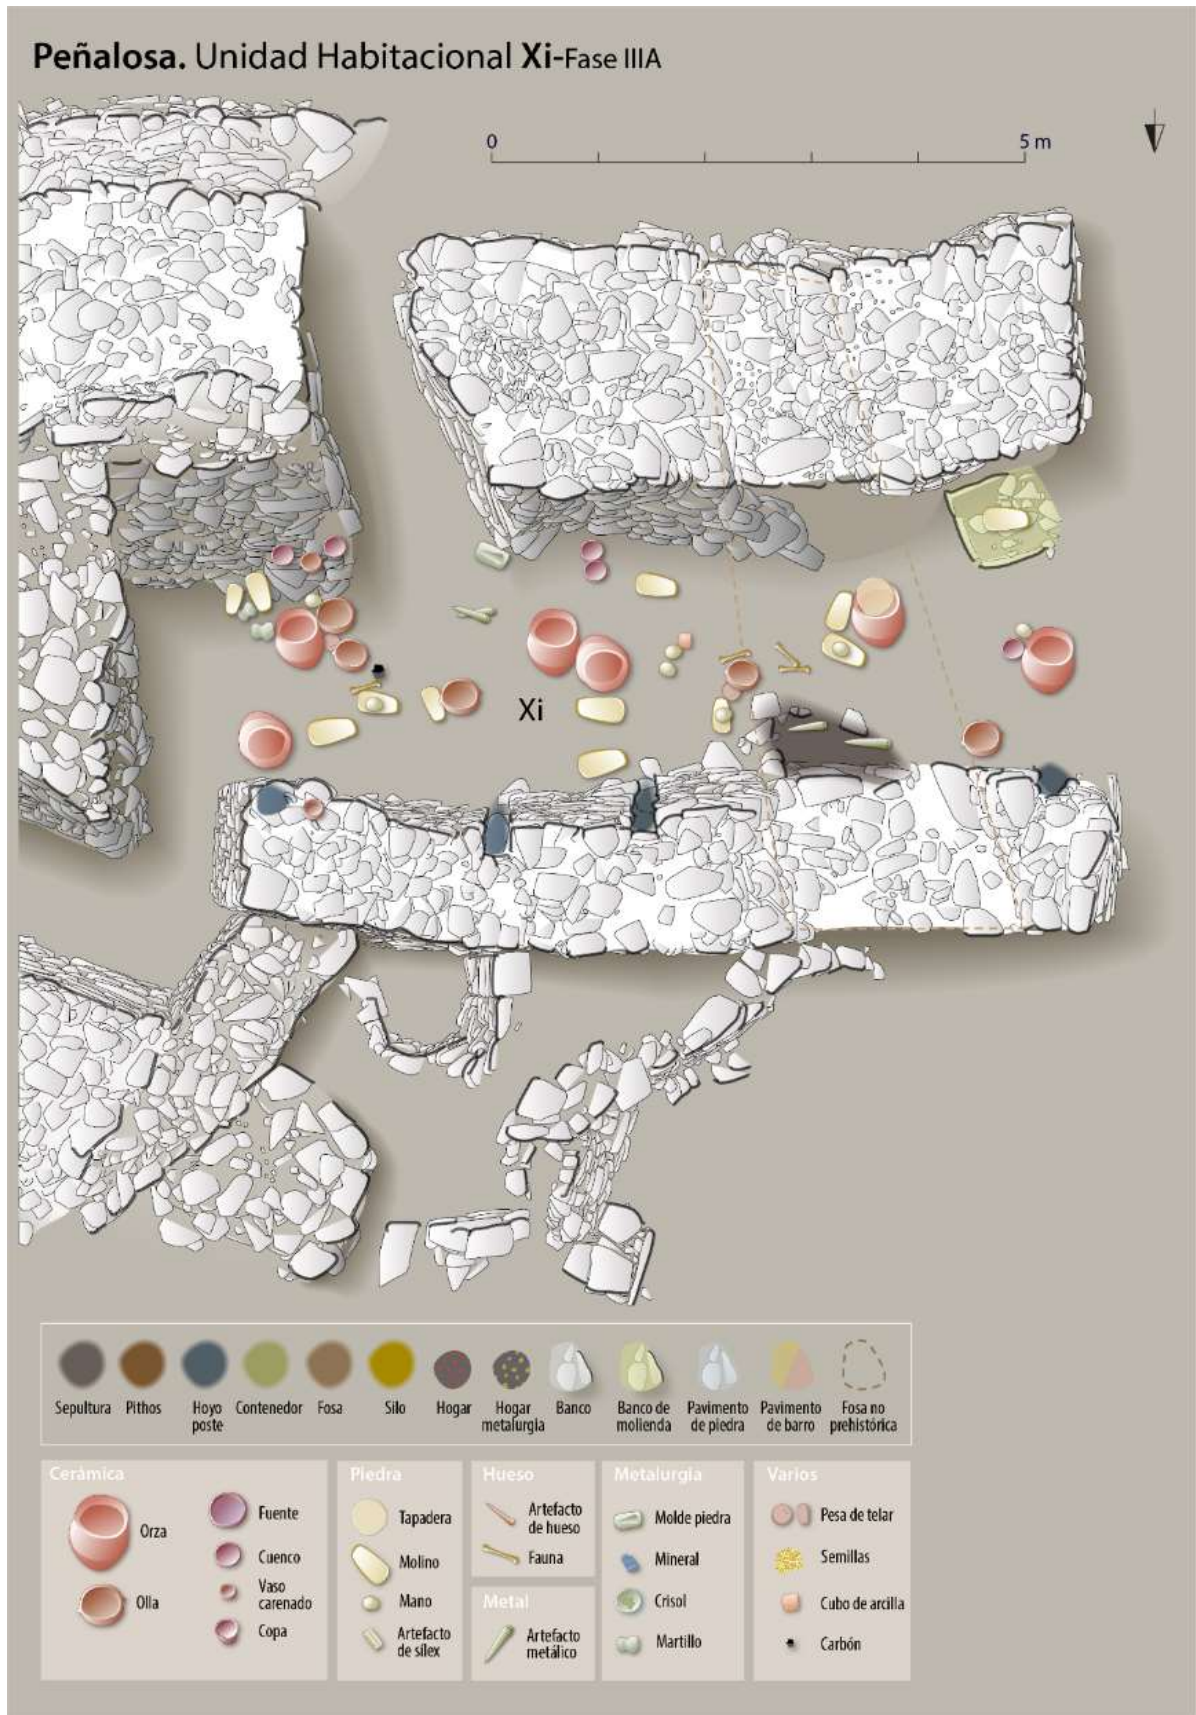 Peñalosa. Unidad Habitacional Xi-Fase IIIA
0
5 m
Xi
Sepultura
Pithos
Hoyo
poste
Contenedor
Fosa
Silo
Hogar
Hogar
metalurgia
Banco
Banco de
molienda
Pavimento
de piedra
Pavimento
de barro
Fosa no
prehistórica
Cerámica
Orza
Olla
Fuente
Cuenco
Vaso
carenado
Copa
Piedra
Tapadera
Molino
Mano
Artefacto
de sílex
Hueso
Artefacto
de hueso
Fauna
Metal
Artefacto
metálico
Metalurgia
Molde piedra
Mineral
Crisol
Martillo
Varios
Pesa de telar
Semillas
Cubo de arcilla
Carbón